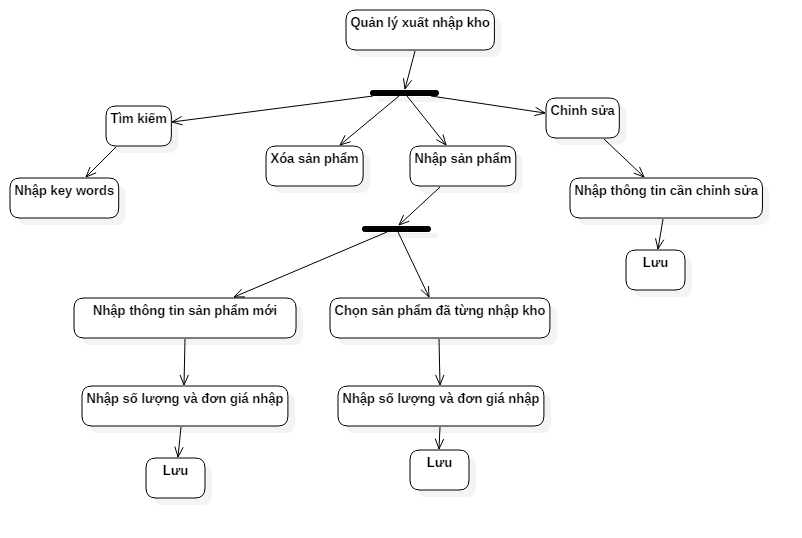 Quản lý xuất nhập kho
Tìm kiếm
Chỉnh sửa
Xóa sản phẩm
Nhập sản phẩm
Nhập key words
Nhập thông tin cần chỉnh sửa
Lưu
Nhập thông tin sản phẩm mới
Chọn sản phẩm đã từng nhập kho
Nhập số lượng và đơn giá nhập
Nhập số lượng và đơn giá nhập
Lưu
Lưu